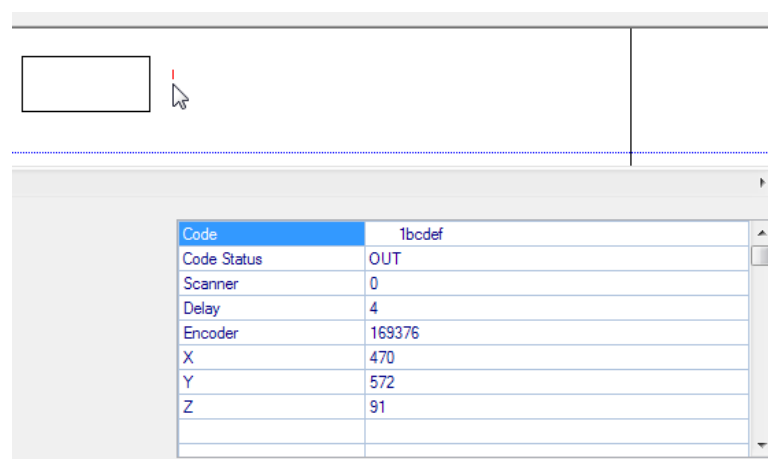 Code 1bcdef
Code Status OUT
Scanner 0
Delay 4
Encoder 169376
X 470
Y 572
Z 91